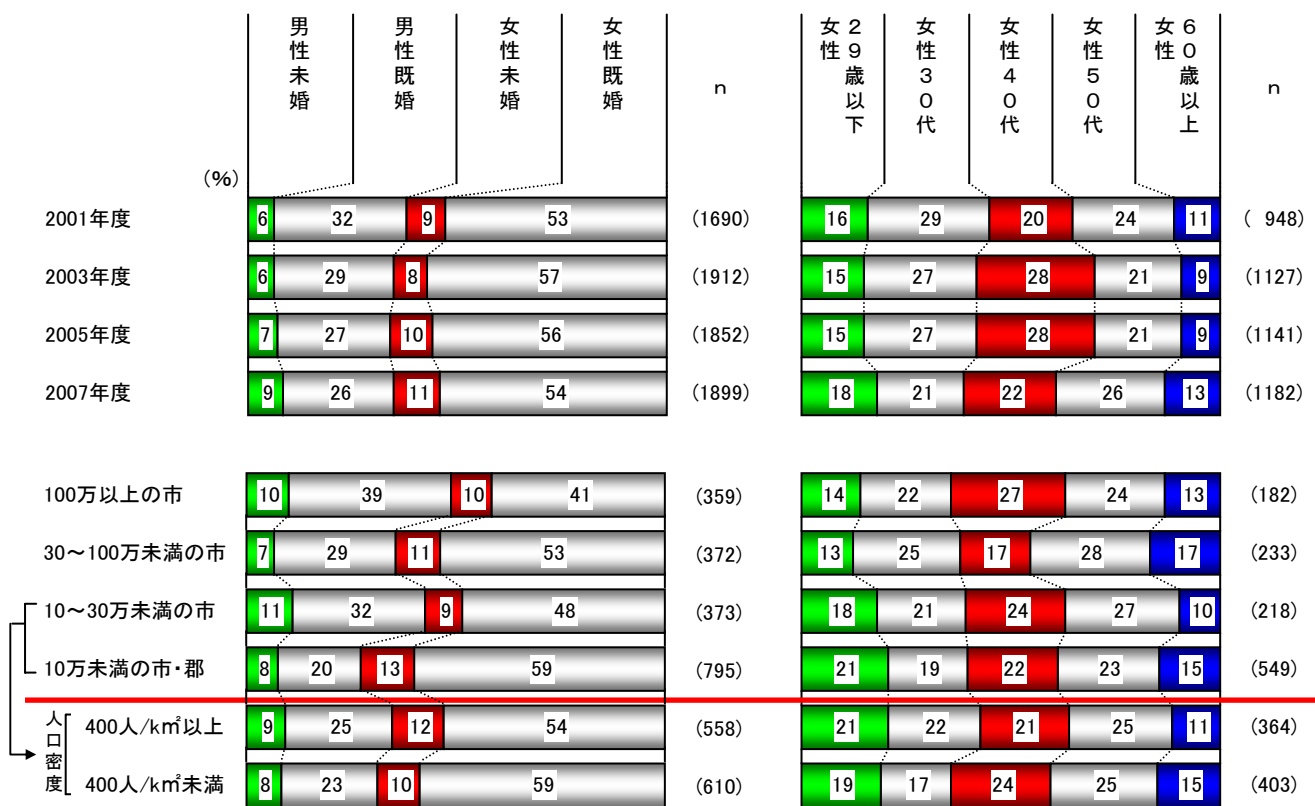 男性未婚 男性既婚 女性未婚 女性既婚 n 女性29歳以下 女性30代 女性40代 女性50代 女性60歳以上 n
(%)
2001年度 6 32 9 53 (1690) 16 29 20 24 11 ( 948)
2003年度 6 29 8 57 (1912) 15 27 28 21 9 (1127)
2005年度 7 27 10 56 (1852) 15 27 28 21 9 (1141)
2007年度 9 26 11 54 (1899) 18 21 22 26 13 (1182)
100万以上の市 10 39 10 41 (359) 14 22 27 24 13 (182)
30～100万未満の市 7 29 11 53 (372) 13 25 17 28 17 (233)
10～30万未満の市 11 32 9 48 (373) 18 21 24 27 10 (218)
10万未満の市・郡 8 20 13 59 (795) 21 19 22 23 15 (549)
人口密度
400人/k㎡以上 9 25 12 54 (558) 21 22 21 25 11 (364)
400人/k㎡未満 8 23 10 59 (610) 19 17 24 25 15 (403)